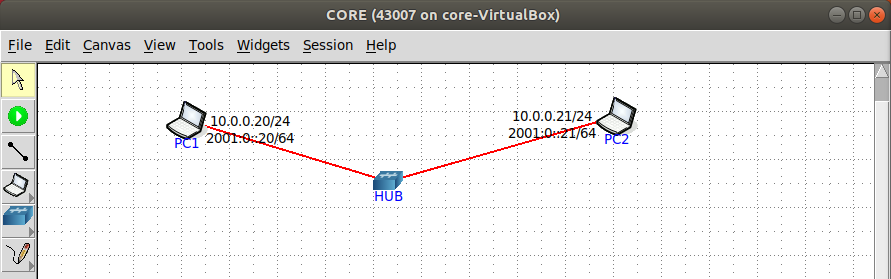 CORE (43007 on core-VirtualBox)
File Edit Canvas View Tools Widgets Session Help
10.0.0.20/24
2001:0::20/64
PC1
10.0.0.21/24
2001:0::21/64
PC2
HUB